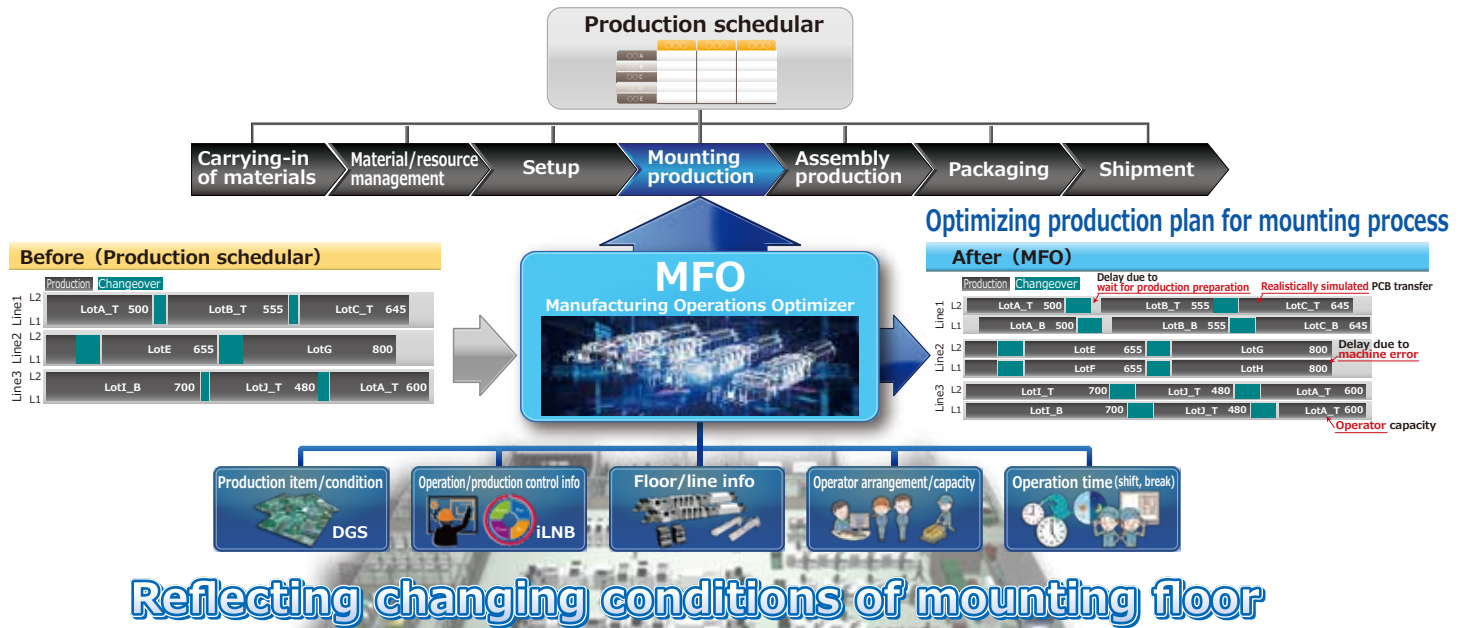 Production schedular
○○○ ○○○ ○○○
○○A
○○C
○○E
Carrying-in
of materials
Material/resource
management
Setup
Mounting
production
Assembly
production
Packaging
Shipment
Optimizing production plan for mounting process
Before（Production schedular）
Production Changeover
Line1
L2
L1
LotA_T 500
LotB_T 555
LotC_T 645
Line2
L2
L1
LotE 655
LotG 800
Line3
L2
L1
LotI_B 700
LotJ_T 480
LotA_T 600
MFO
Manufacturing Operations Optimizer
After（MFO）
Production Changeover
Delay due to
wait for production preparation
Realistically simulated PCB transfer
Line1
L2
LotA_T 500
LotB_T 555
LotC_T 645
L1
LotA_B 500
LotB_B 555
LotC_B 645
Line2
L2
LotE 655
LotG 800
L1
LotF 655
LotH 800
Delay due to
machine error
Line3
L2
LotI_T 700
LotJ_T 480
LotA_T 600
L1
LotI_B 700
LotJ_T 480
LotA_T 600
Operator capacity
Production item/condition
DGS
Operation/production control info
iLNB
Floor/line info
Operator arrangement/capacity
Operation time (shift, break)
Reflecting changing conditions of mounting floor